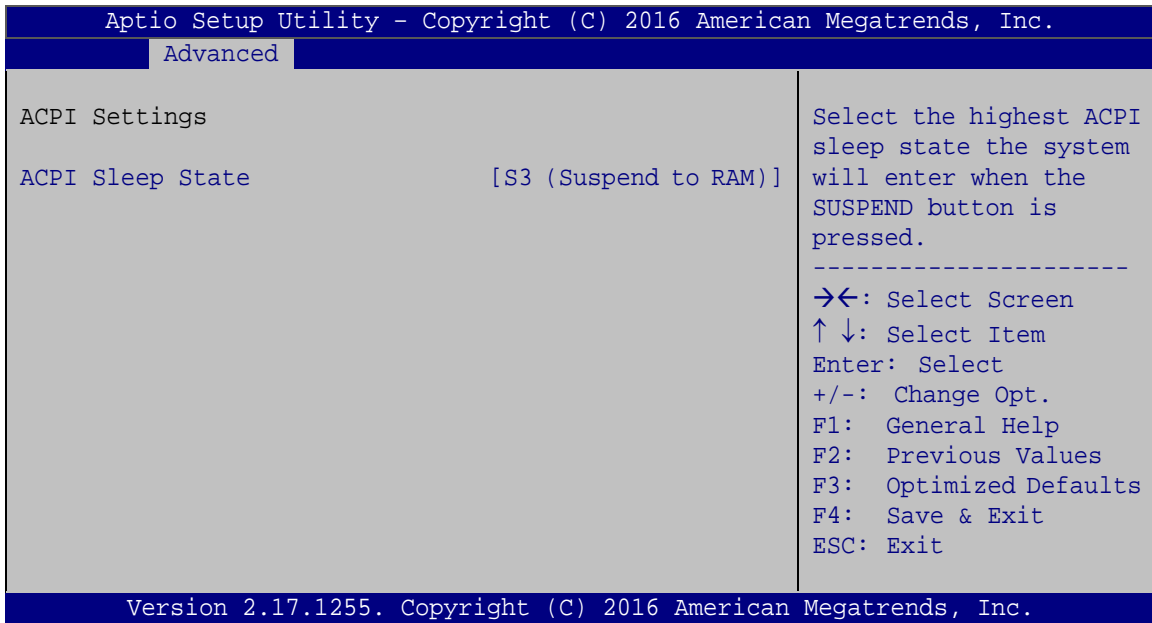 Aptio Setup Utility – Copyright (C) 2016 American Megatrends, Inc.
Advanced
ACPI Settings
ACPI Sleep State [S3 (Suspend to RAM)]
Select the highest ACPI
sleep state the system
will enter when the
SUSPEND button is
pressed.
----------------------
→←: Select Screen
↑ ↓: Select Item
Enter: Select
+/-: Change Opt.
F1: General Help
F2: Previous Values
F3: Optimized Defaults
F4: Save & Exit
ESC: Exit
Version 2.17.1255. Copyright (C) 2016 American Megatrends, Inc.